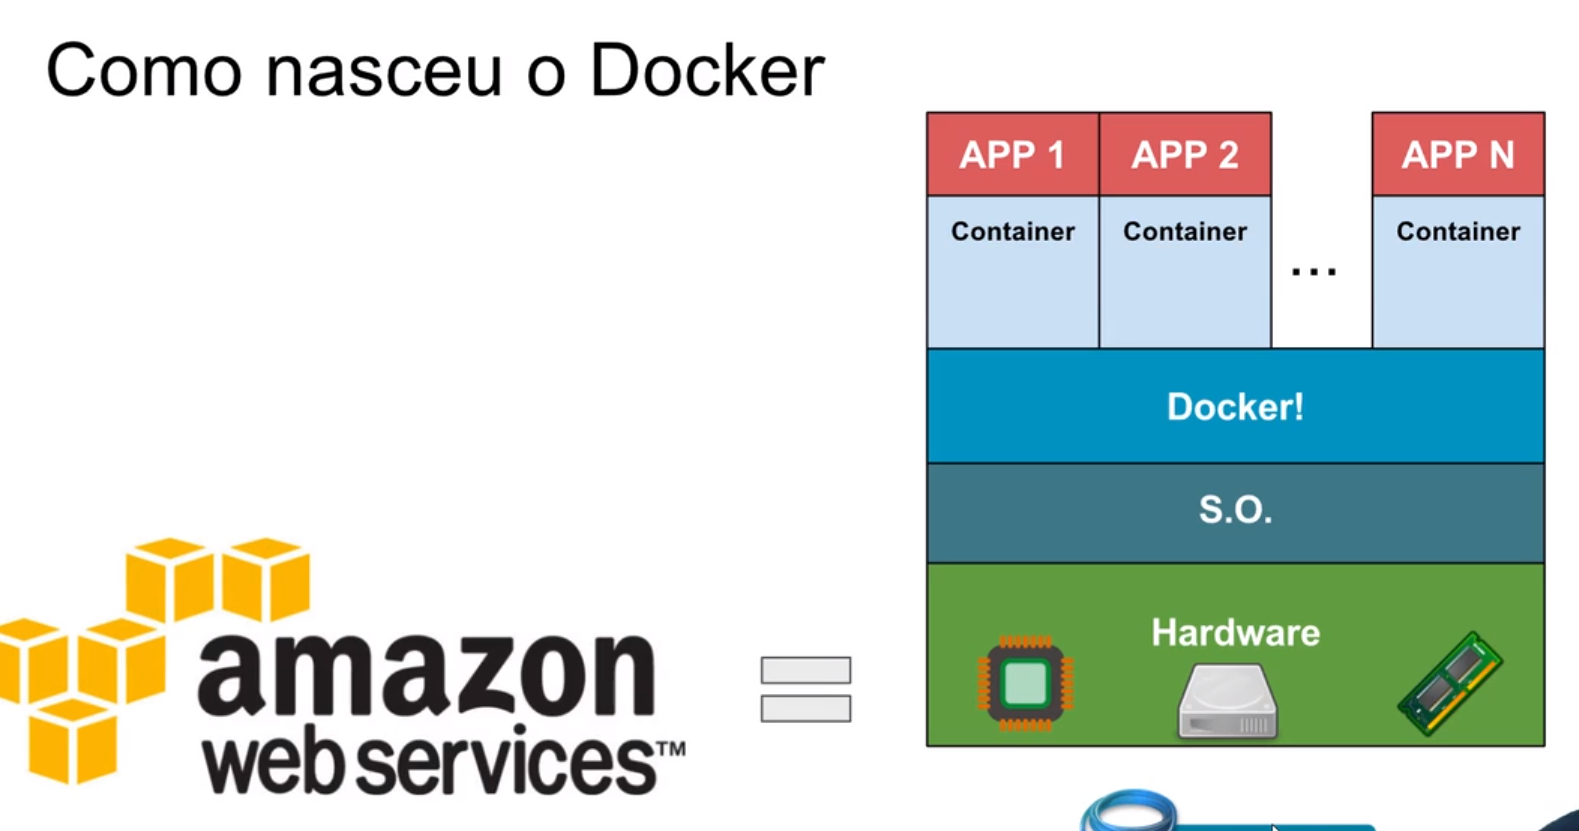 Como nasceu o Docker
APP 1
APP 2
APP N
Container
Container
...
Container
Docker!
S.O.
Hardware
amazon
web services™